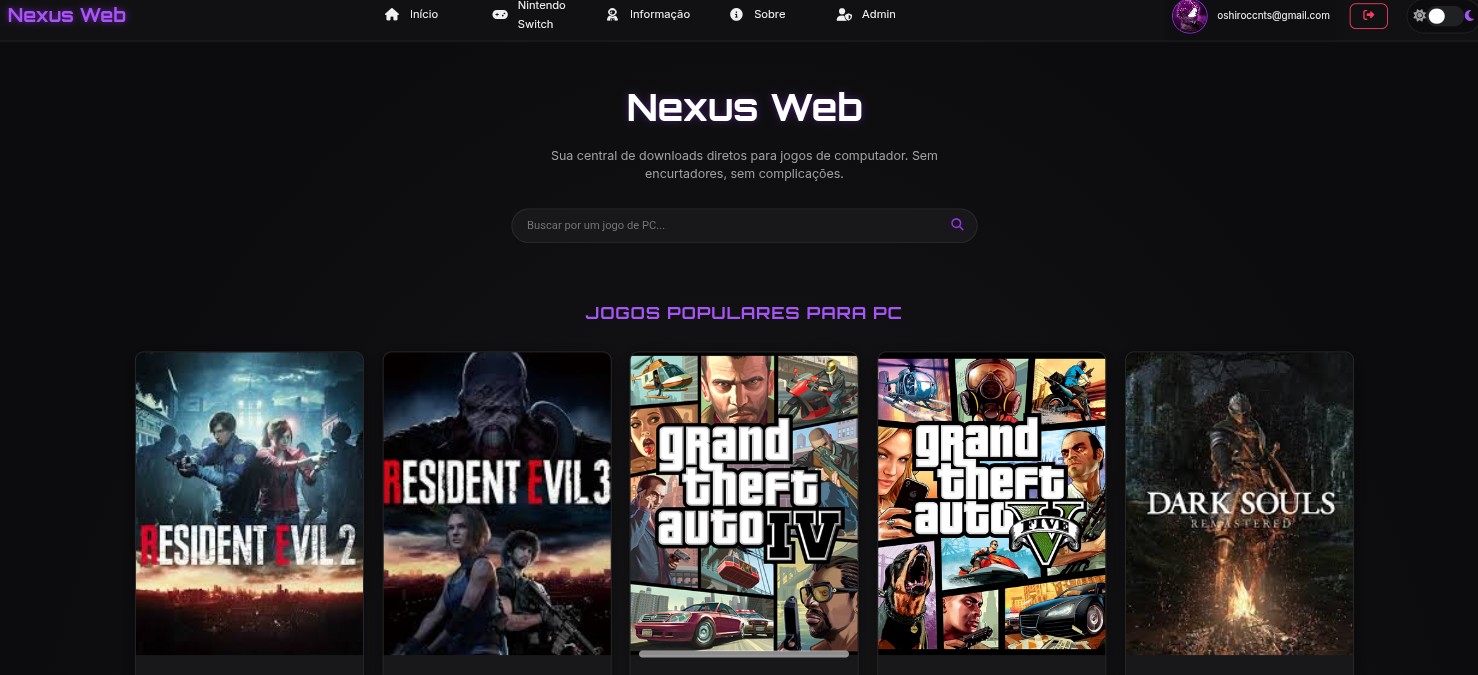 Nexus Web
Início
Nintendo
Switch
Informação
Sobre
Admin
oshiroccnts@gmail.com
Nexus Web
Sua central de downloads diretos para jogos de computador. Sem
encurtadores, sem complicações.
Buscar por um jogo de PC...
JOGOS POPULARES PARA PC
RESIDENT EVIL 2
RESIDENT EVIL 3
grand
theft
auto IV
grand
theft
auto V
FIVE
DARK SOULS
REMASTERED